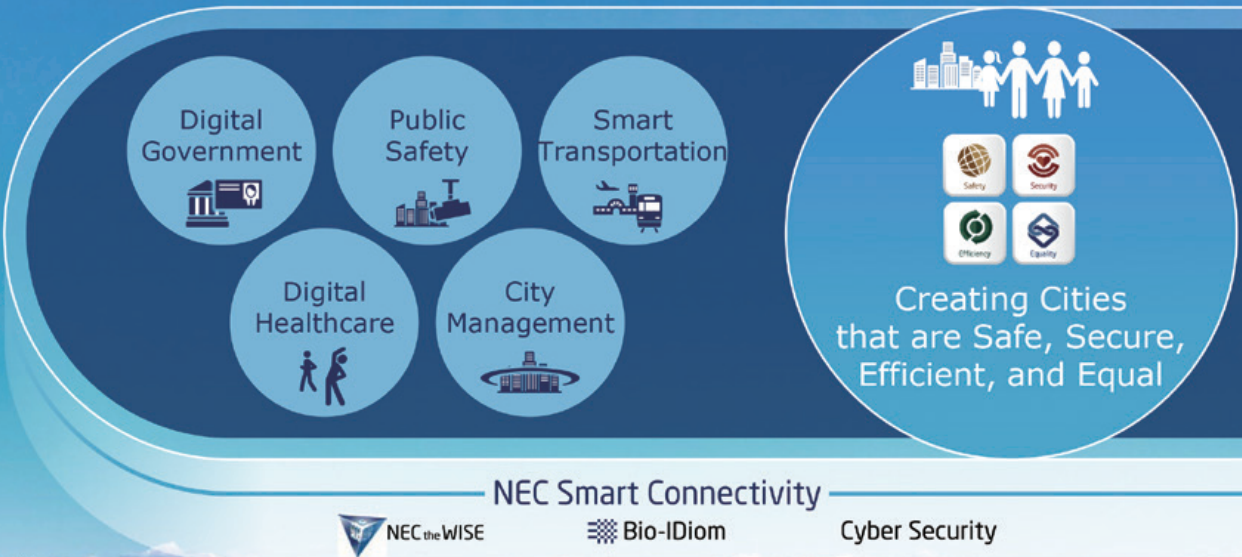 Digital
Government
Public
Safety
Smart
Transportation
Digital
Healthcare
City
Management
Safety
Security
Efficiency
Equality
Creating Cities
that are Safe, Secure,
Efficient, and Equal
NEC Smart Connectivity
NEC the WISE
Bio-IDiom
Cyber Security